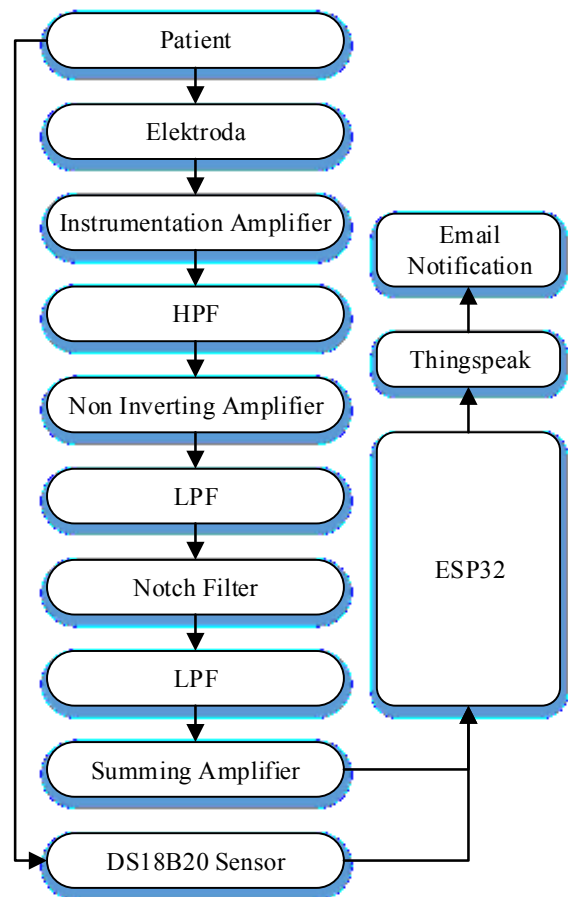 Patient
Elektroda
Instrumentation Amplifier
HPF
Non Inverting Amplifier
LPF
Notch Filter
LPF
Summing Amplifier
DS18B20 Sensor
Email
Notification
Thingspeak
ESP32